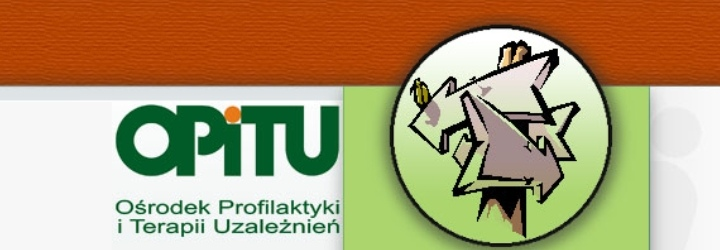 OPiTU
Ośrodek Profilaktyki
i Terapii Uzależnień